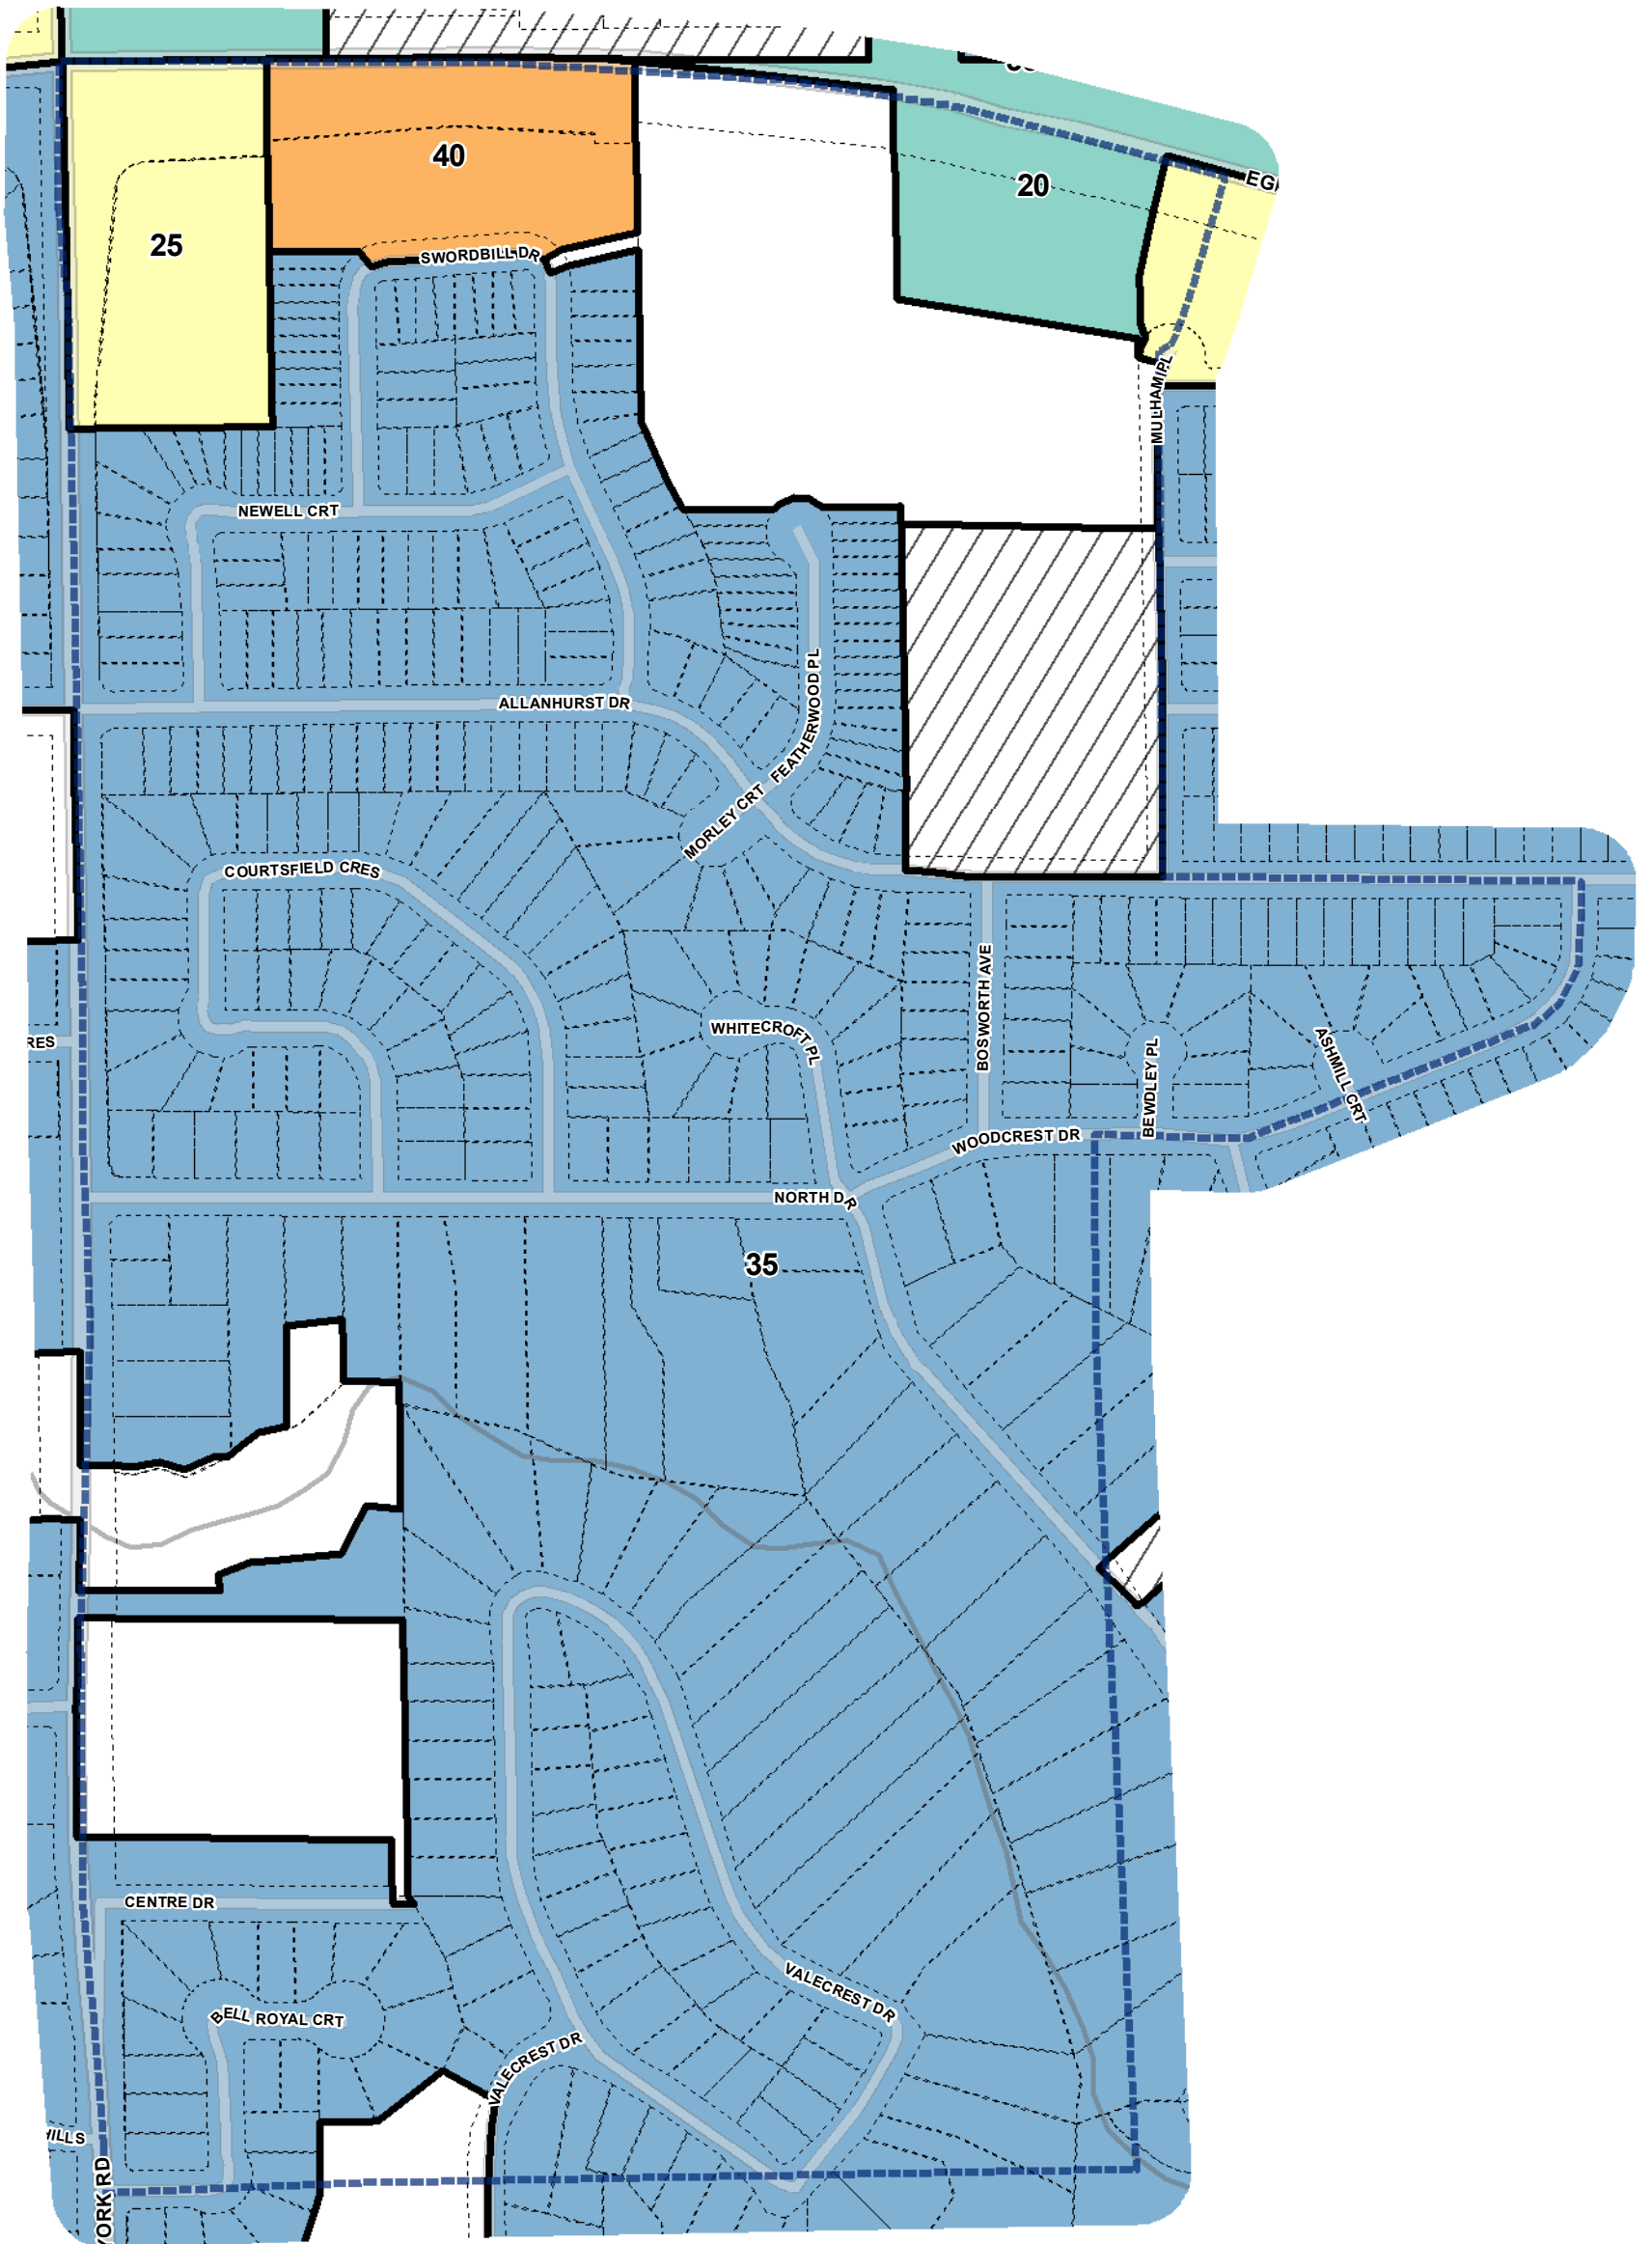 40
20
EG
25
SWORDBILL DR
MULHAM PL
NEWELL CRT
ALLANHURST DR
FEATHERWOOD PL
MORLEY CRT
COURTSFIELD CRES
BOSWORTH AVE
WHITECROFT PL
RES
ASHMILL CRT
BEWDLEY PL
WOODCREST DR
NORTH DR
35
CENTRE DR
VALECREST DR
BELL ROYAL CRT
VALECREST DR
HILLS
YORK RD